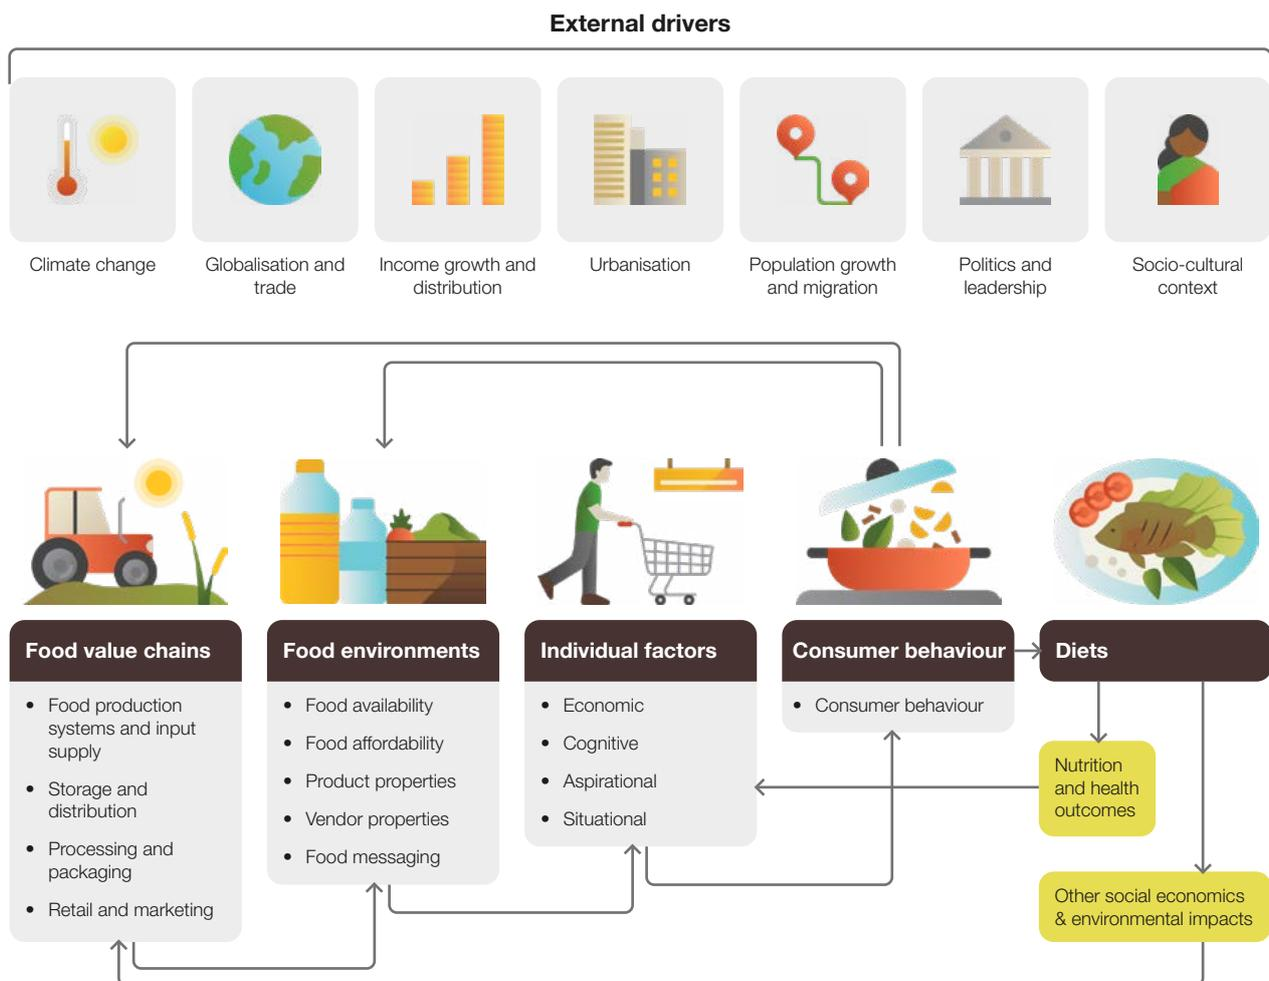 External drivers
Climate change
Globalisation and
trade
Income growth and
distribution
Urbanisation
Population growth
and migration
Politics and
leadership
Socio-cultural
context
Food value chains
• Food production
systems and input
supply
• Storage and
distribution
• Processing and
packaging
• Retail and marketing
Food environments
• Food availability
• Food affordability
• Product properties
• Vendor properties
• Food messaging
Individual factors
• Economic
• Cognitive
• Aspirational
• Situational
Consumer behaviour
• Consumer behaviour
Diets
Nutrition
and health
outcomes
Other social economics
& environmental impacts